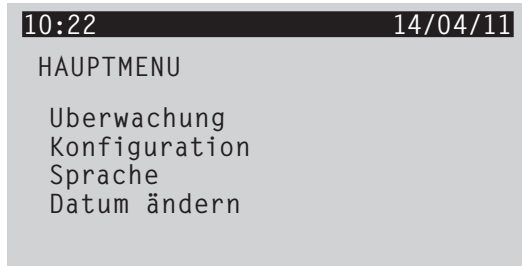 10:22 14/04/11
HAUPTMENU
Uberwachung
Konfiguration
Sprache
Datum ändern